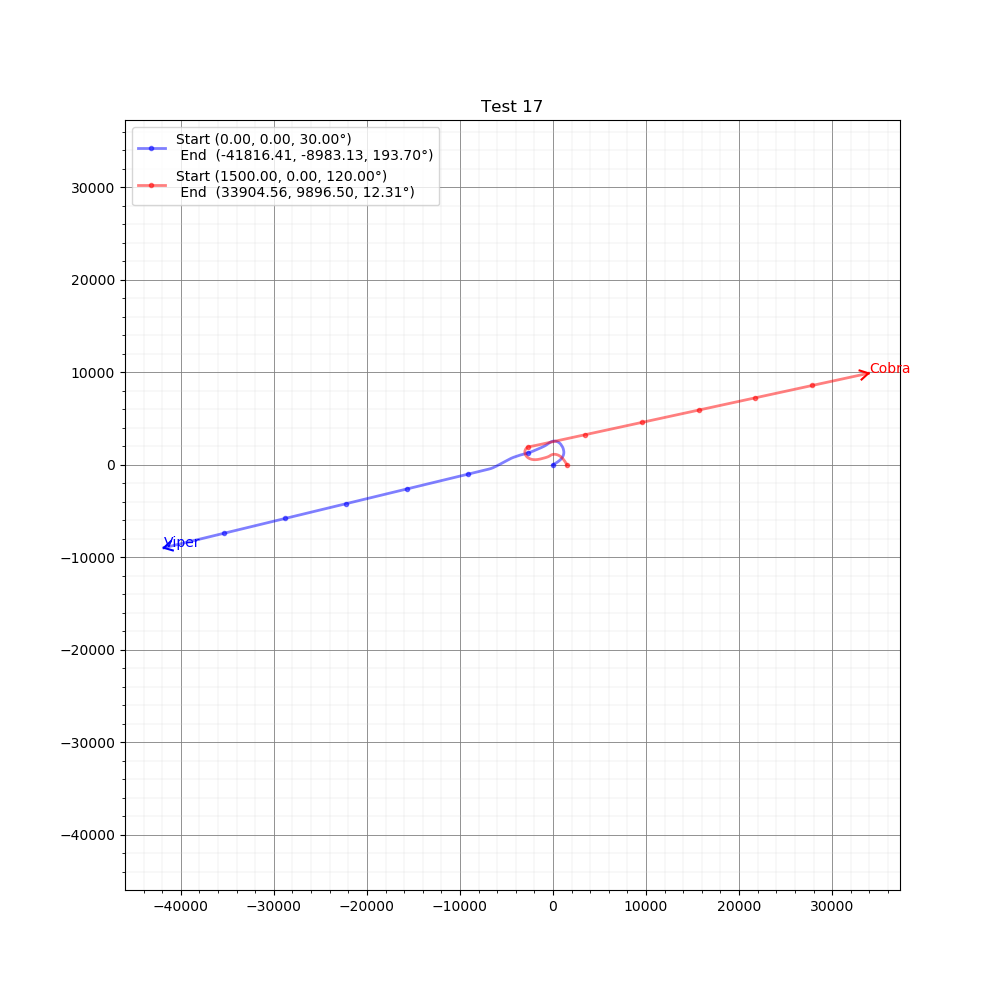 Test 17
Start (0.00, 0.00, 30.00°)
End (-41816.41, -8983.13, 193.70°)
Start (1500.00, 0.00, 120.00°)
End (33904.56, 9896.50, 12.31°)
30000
20000
10000
0
−10000
−20000
−30000
−40000
Cobra
Viper
−40000
−30000
−20000
−10000
0
10000
20000
30000